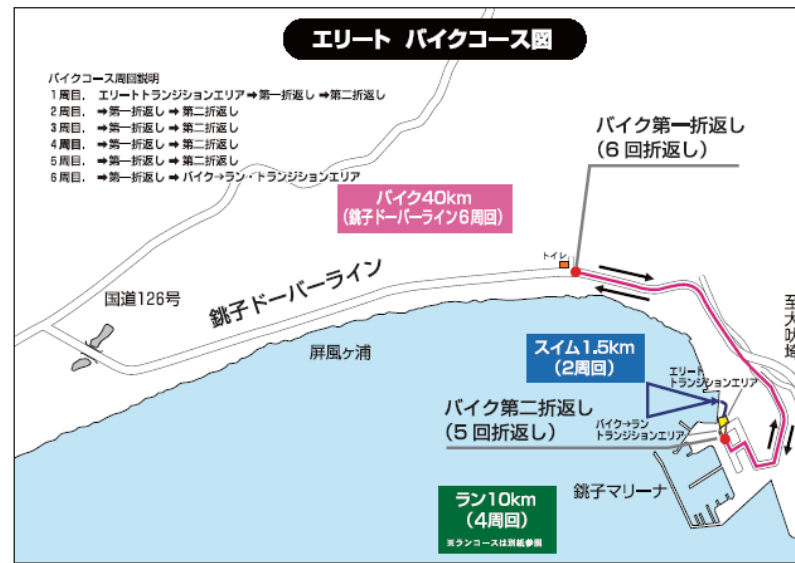 エリート バイクコース図
バイクコース周回説明
1周目、 エリートトランジションエリア➔第一折返し ➔第二折返し
2周目、 ➔第一折返し ➔ 第二折返し
3周目、 ➔第一折返し ➔ 第二折返し
4周目、 ➔第一折返し ➔ 第二折返し
5周目、 ➔第一折返し ➔ 第二折返し
6周目、 ➔第一折返し ➔ バイク→ラン・トランジションエリア
バイク第一折返し
(6回折返し)
バイク40km
(銚子ドーバーライン6周回)
トイレ
銚子ドーバーライン
国道126号
至犬吠埼
屏風ヶ浦
スイム1.5km
(2周回)
エリート
トランジションエリア
バイク第二折返し
(5回折返し)
バイク→ラン
トランジションエリア
銚子マリーナ
ラン10km
(4周回)
※ランコースは別紙参照